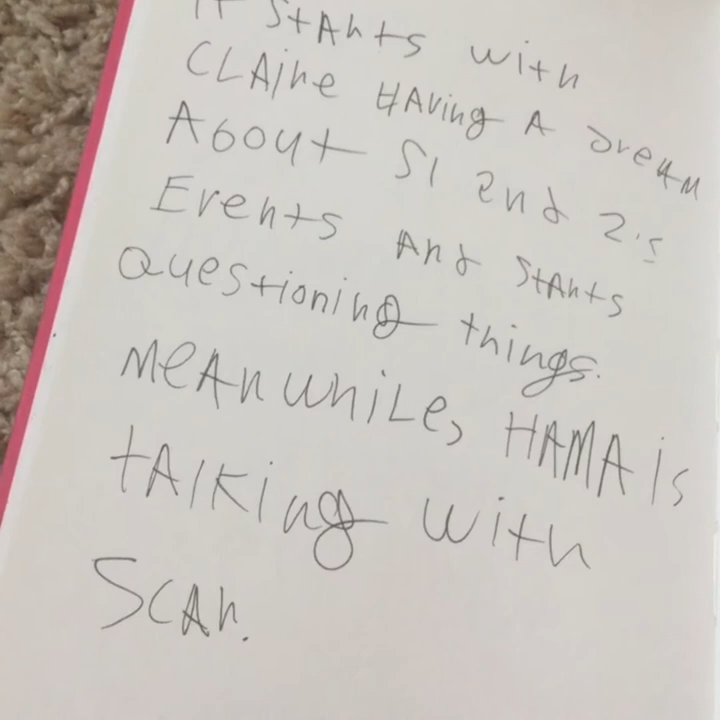 It starts with
Claire Having A Dream
About S1 and 2's
Events And starts
Questioning things.
Meanwhile, HAMA is
talking with
Scar.